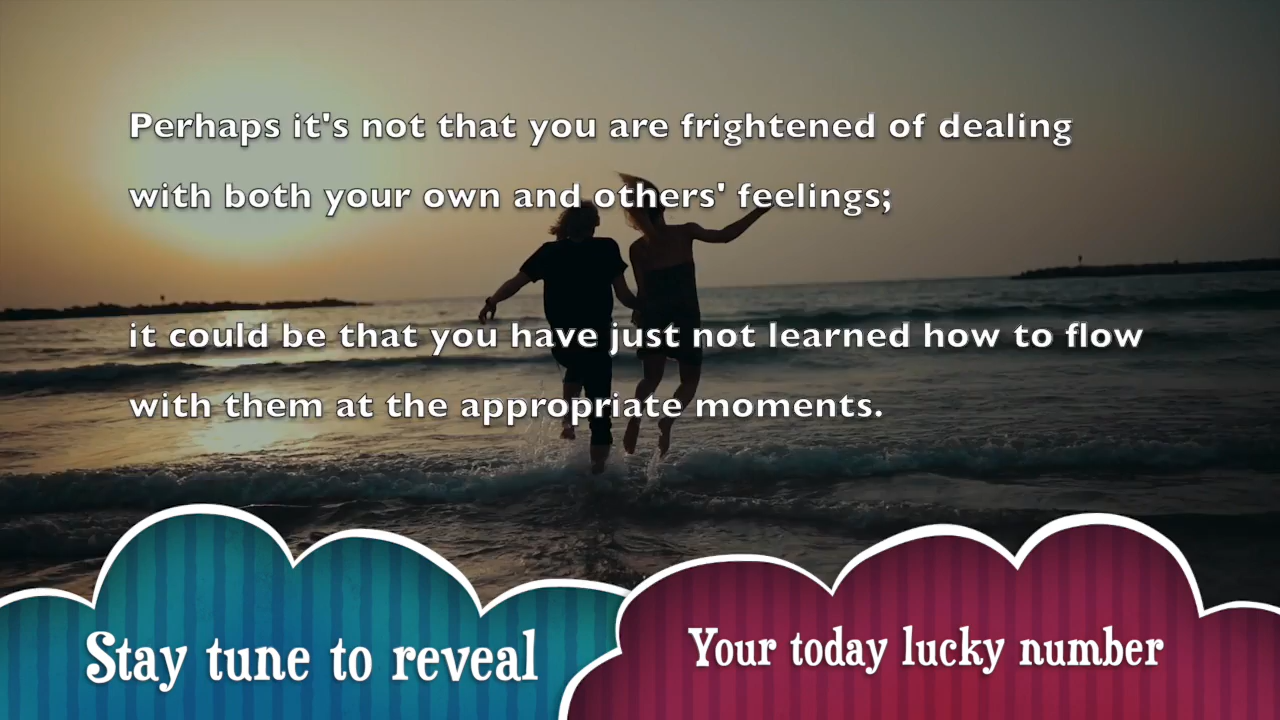 Perhaps it's not that you are frightened of dealing
with both your own and others' feelings;
it could be that you have just not learned how to flow
with them at the appropriate moments.
Stay tune to reveal
Your today lucky number